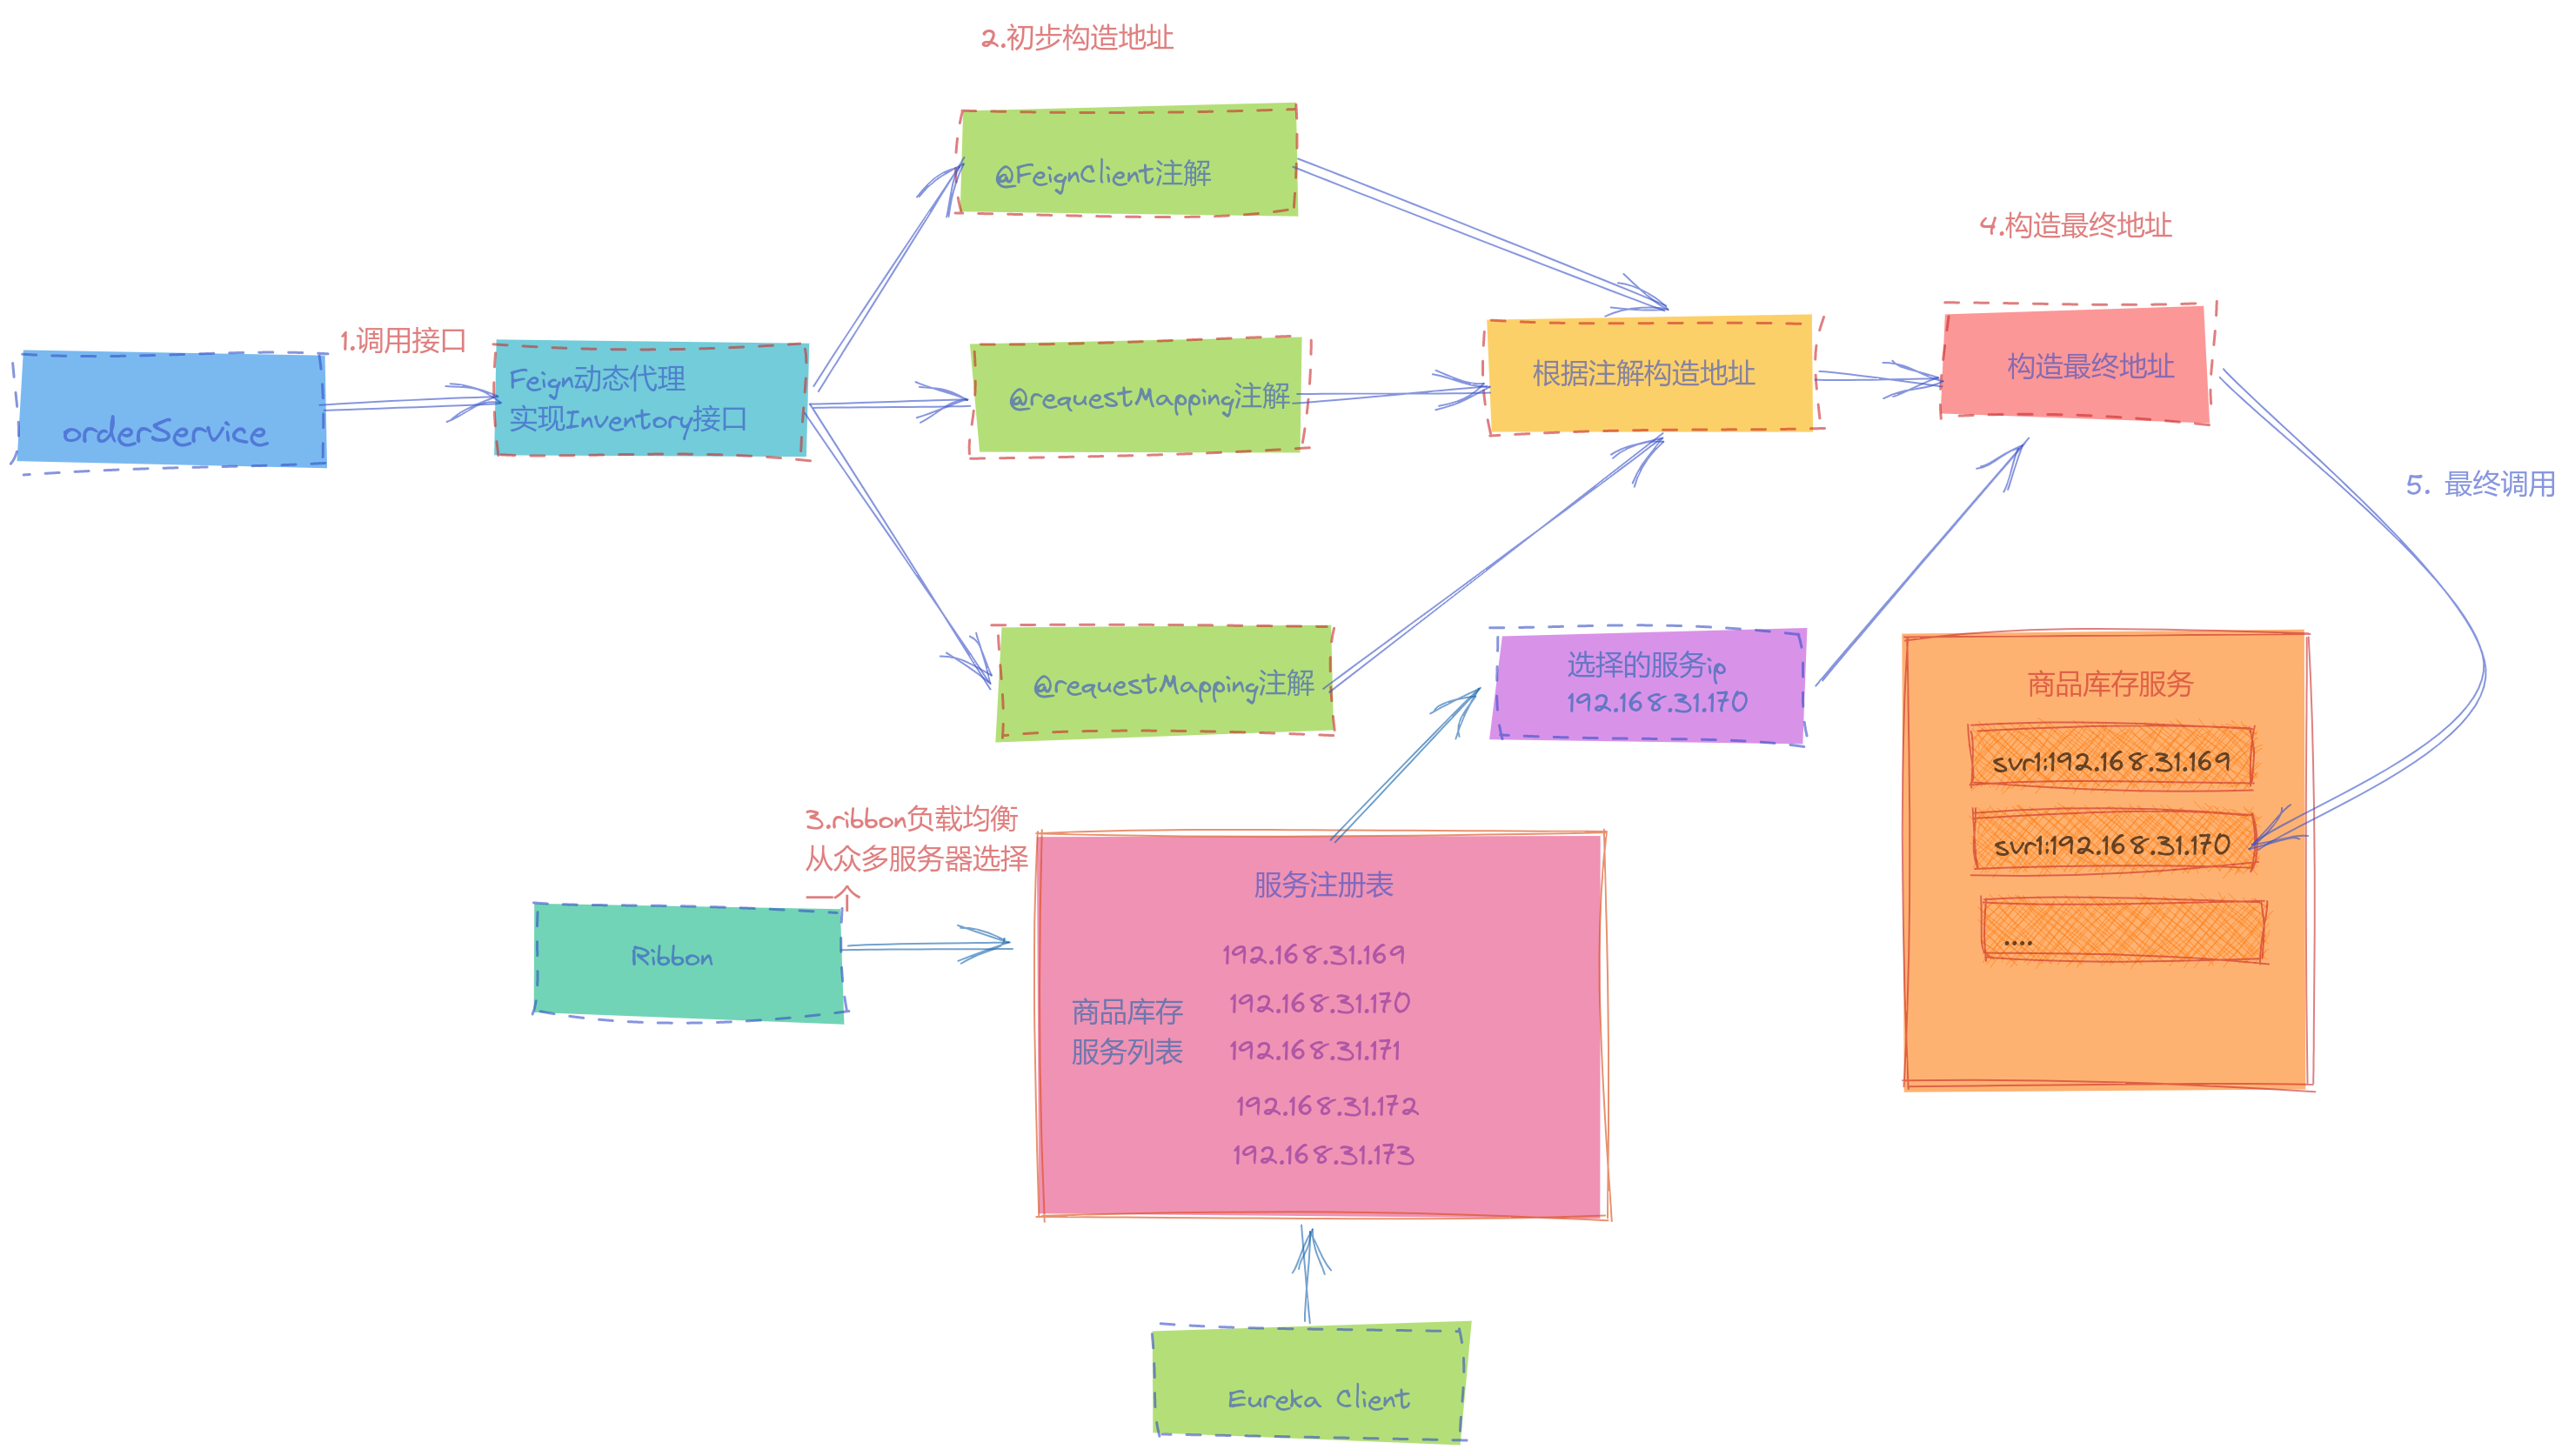 2.初步构造地址
@FeignClient注解
4.构造最终地址
1.调用接口
orderService
Feign动态代理
实现Inventory接口
@requestMapping注解
根据注解构造地址
构造最终地址
5. 最终调用
@requestMapping注解
选择的服务ip
192.168.31.170
商品库存服务
svr1:192.168.31.169
svr1:192.168.31.170
....
3.ribbon负载均衡
从众多服务器选择
一个
Ribbon
服务注册表
商品库存
服务列表
192.168.31.169
192.168.31.170
192.168.31.171
192.168.31.172
192.168.31.173
Eureka Client